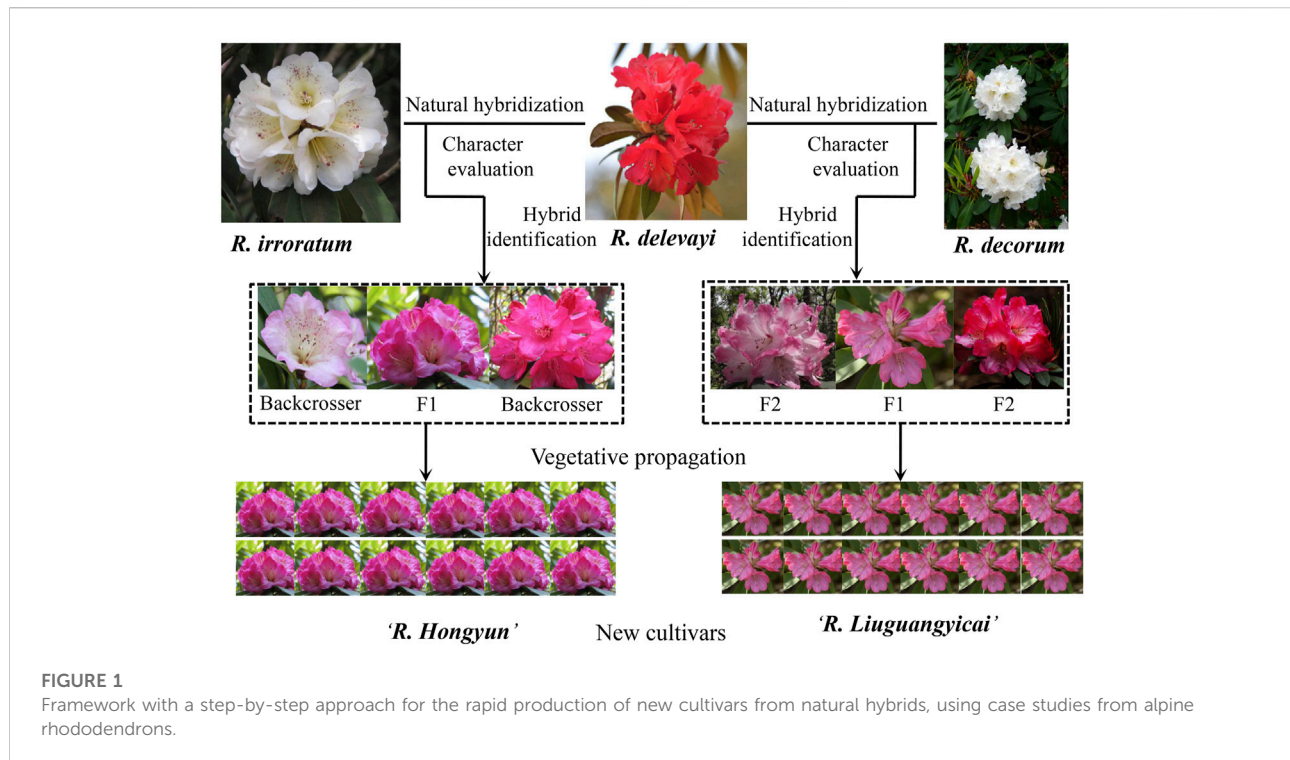 Natural hybridization
Natural hybridization
Character
evaluation
Character
evaluation
Hybrid
identification
Hybrid
identification
R. irroratum
R. delevayi
R. decorum
Backcrosser
F1
Backcrosser
F2
F1
F2
Vegetative propagation
‘R. Hongyun’
New cultivars
‘R. Liuguangyicai’
FIGURE 1
Framework with a step-by-step approach for the rapid production of new cultivars from natural hybrids, using case studies from alpine
rhododendrons.